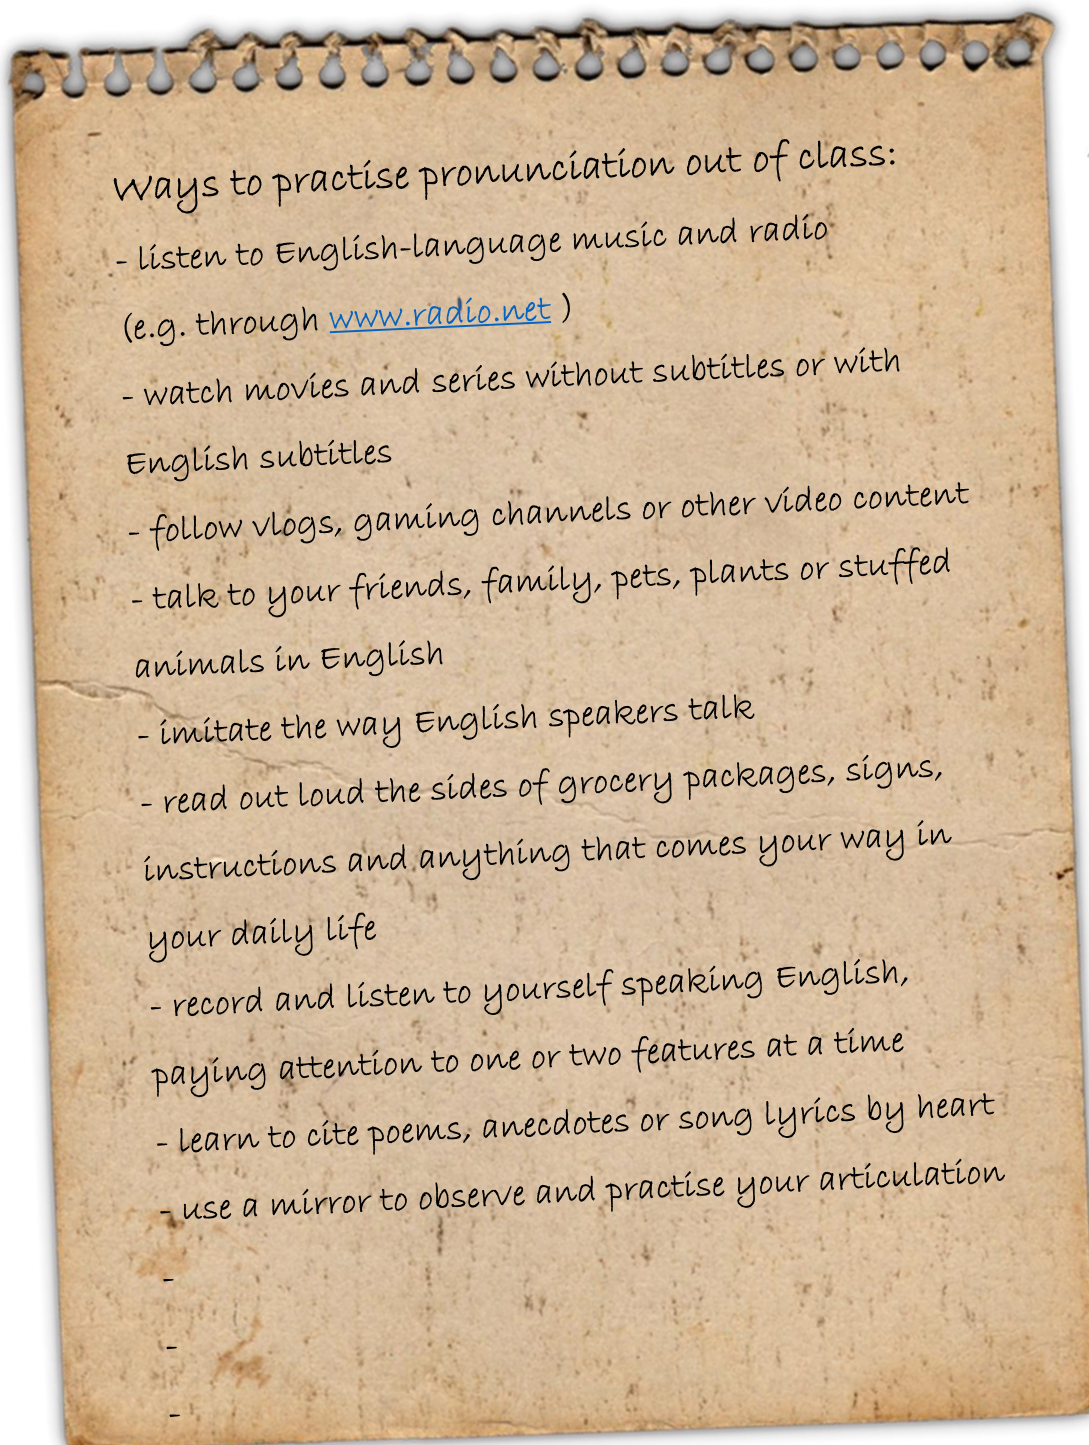 Ways to practise pronunciation out of class:
- listen to English-language music and radio
(e.g. through www.radio.net )
- watch movies and series without subtitles or with
English subtitles
- follow vlogs, gaming channels or other video content
- talk to your friends, family, pets, plants or stuffed
animals in English
- imitate the way English speakers talk
- read out loud the sides of grocery packages, signs,
instructions and anything that comes your way in
your daily life
- record and listen to yourself speaking English,
paying attention to one or two features at a time
- learn to cite poems, anecdotes or song lyrics by heart
- use a mirror to observe and practise your articulation
-
-
-